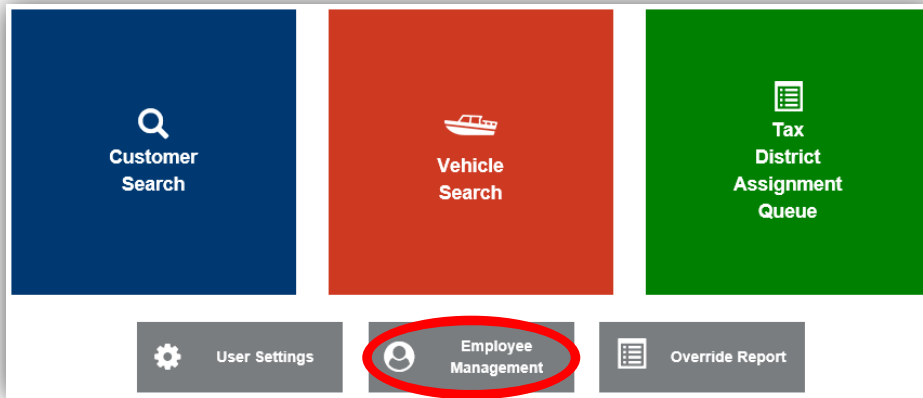 Customer
Search
Vehicle
Search
Tax
District
Assignment
Queue
User Settings
Employee
Management
Override Report